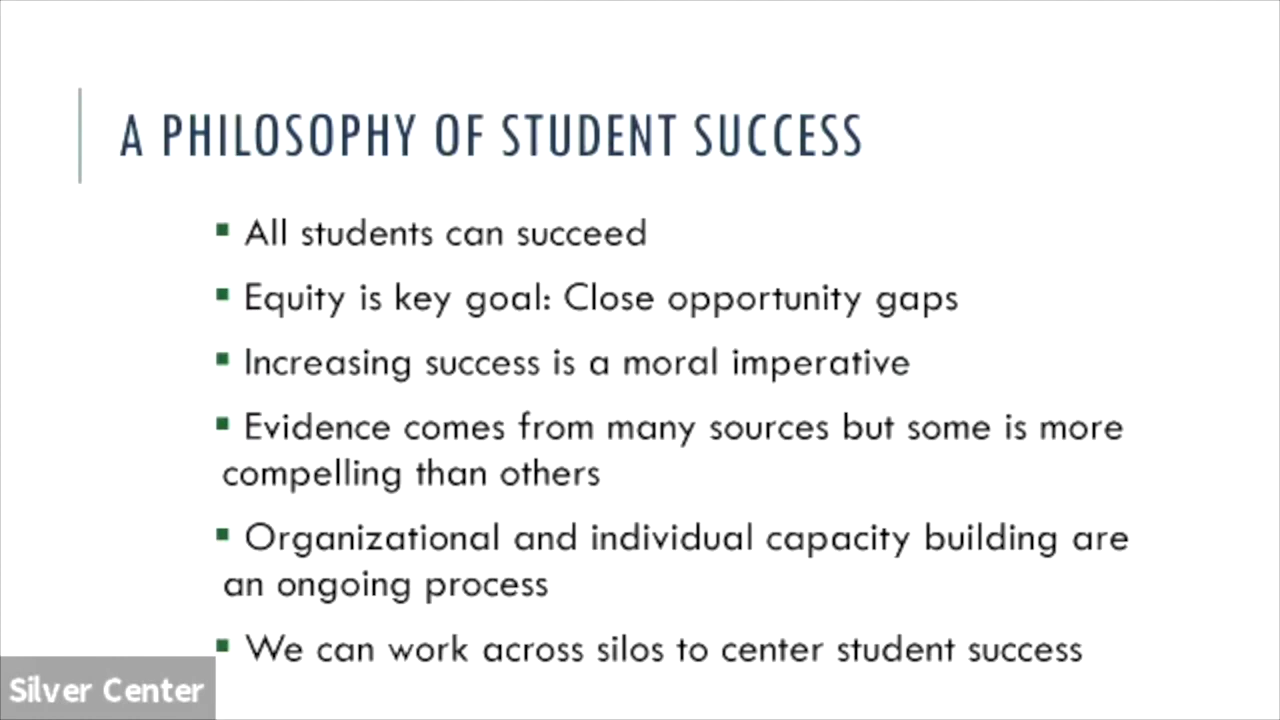 A PHILOSOPHY OF STUDENT SUCCESS
▪ All students can succeed
▪ Equity is key goal: Close opportunity gaps
▪ Increasing success is a moral imperative
▪ Evidence comes from many sources but some is more
compelling than others
▪ Organizational and individual capacity building are
an ongoing process
▪ We can work across silos to center student success
Silver Center